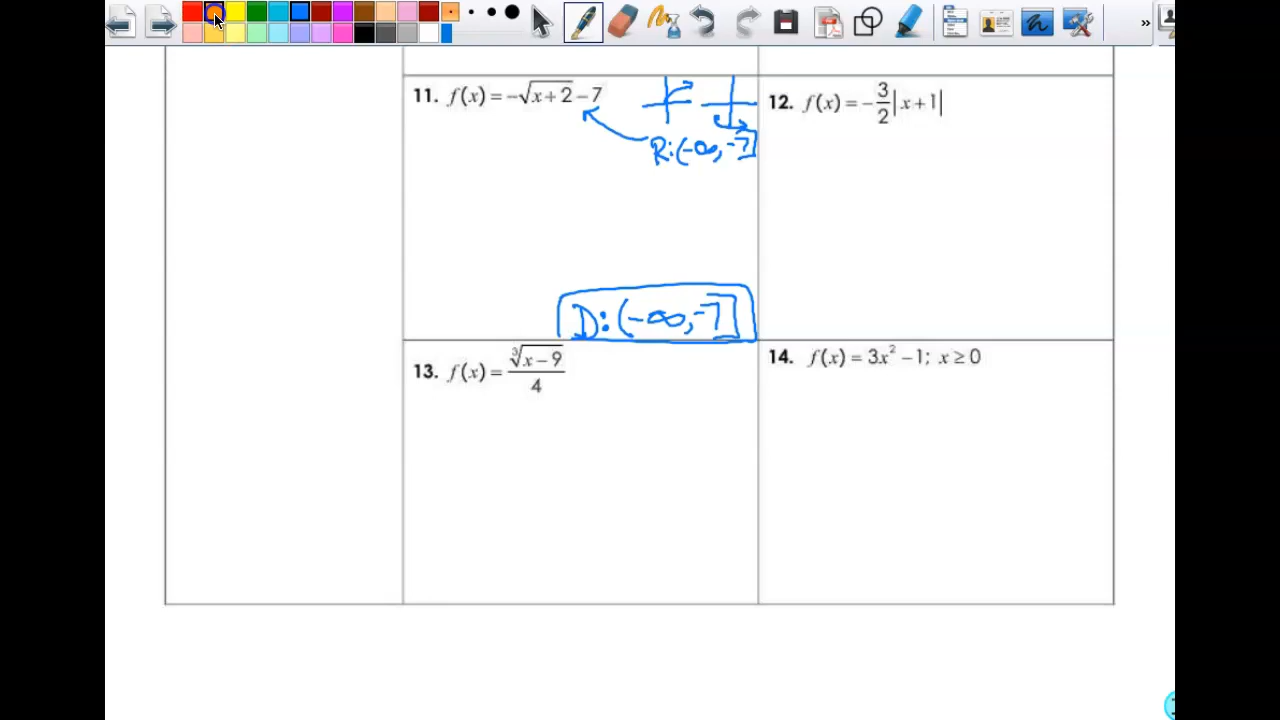 11. f(x) = -√(x+2) - 7
R:(-∞,-7]
12. f(x) = -3/2|x+1|
D:(-∞,-7]
13. f(x) = ∛(x-9)/4
14. f(x) = 3x² - 1; x ≥ 0